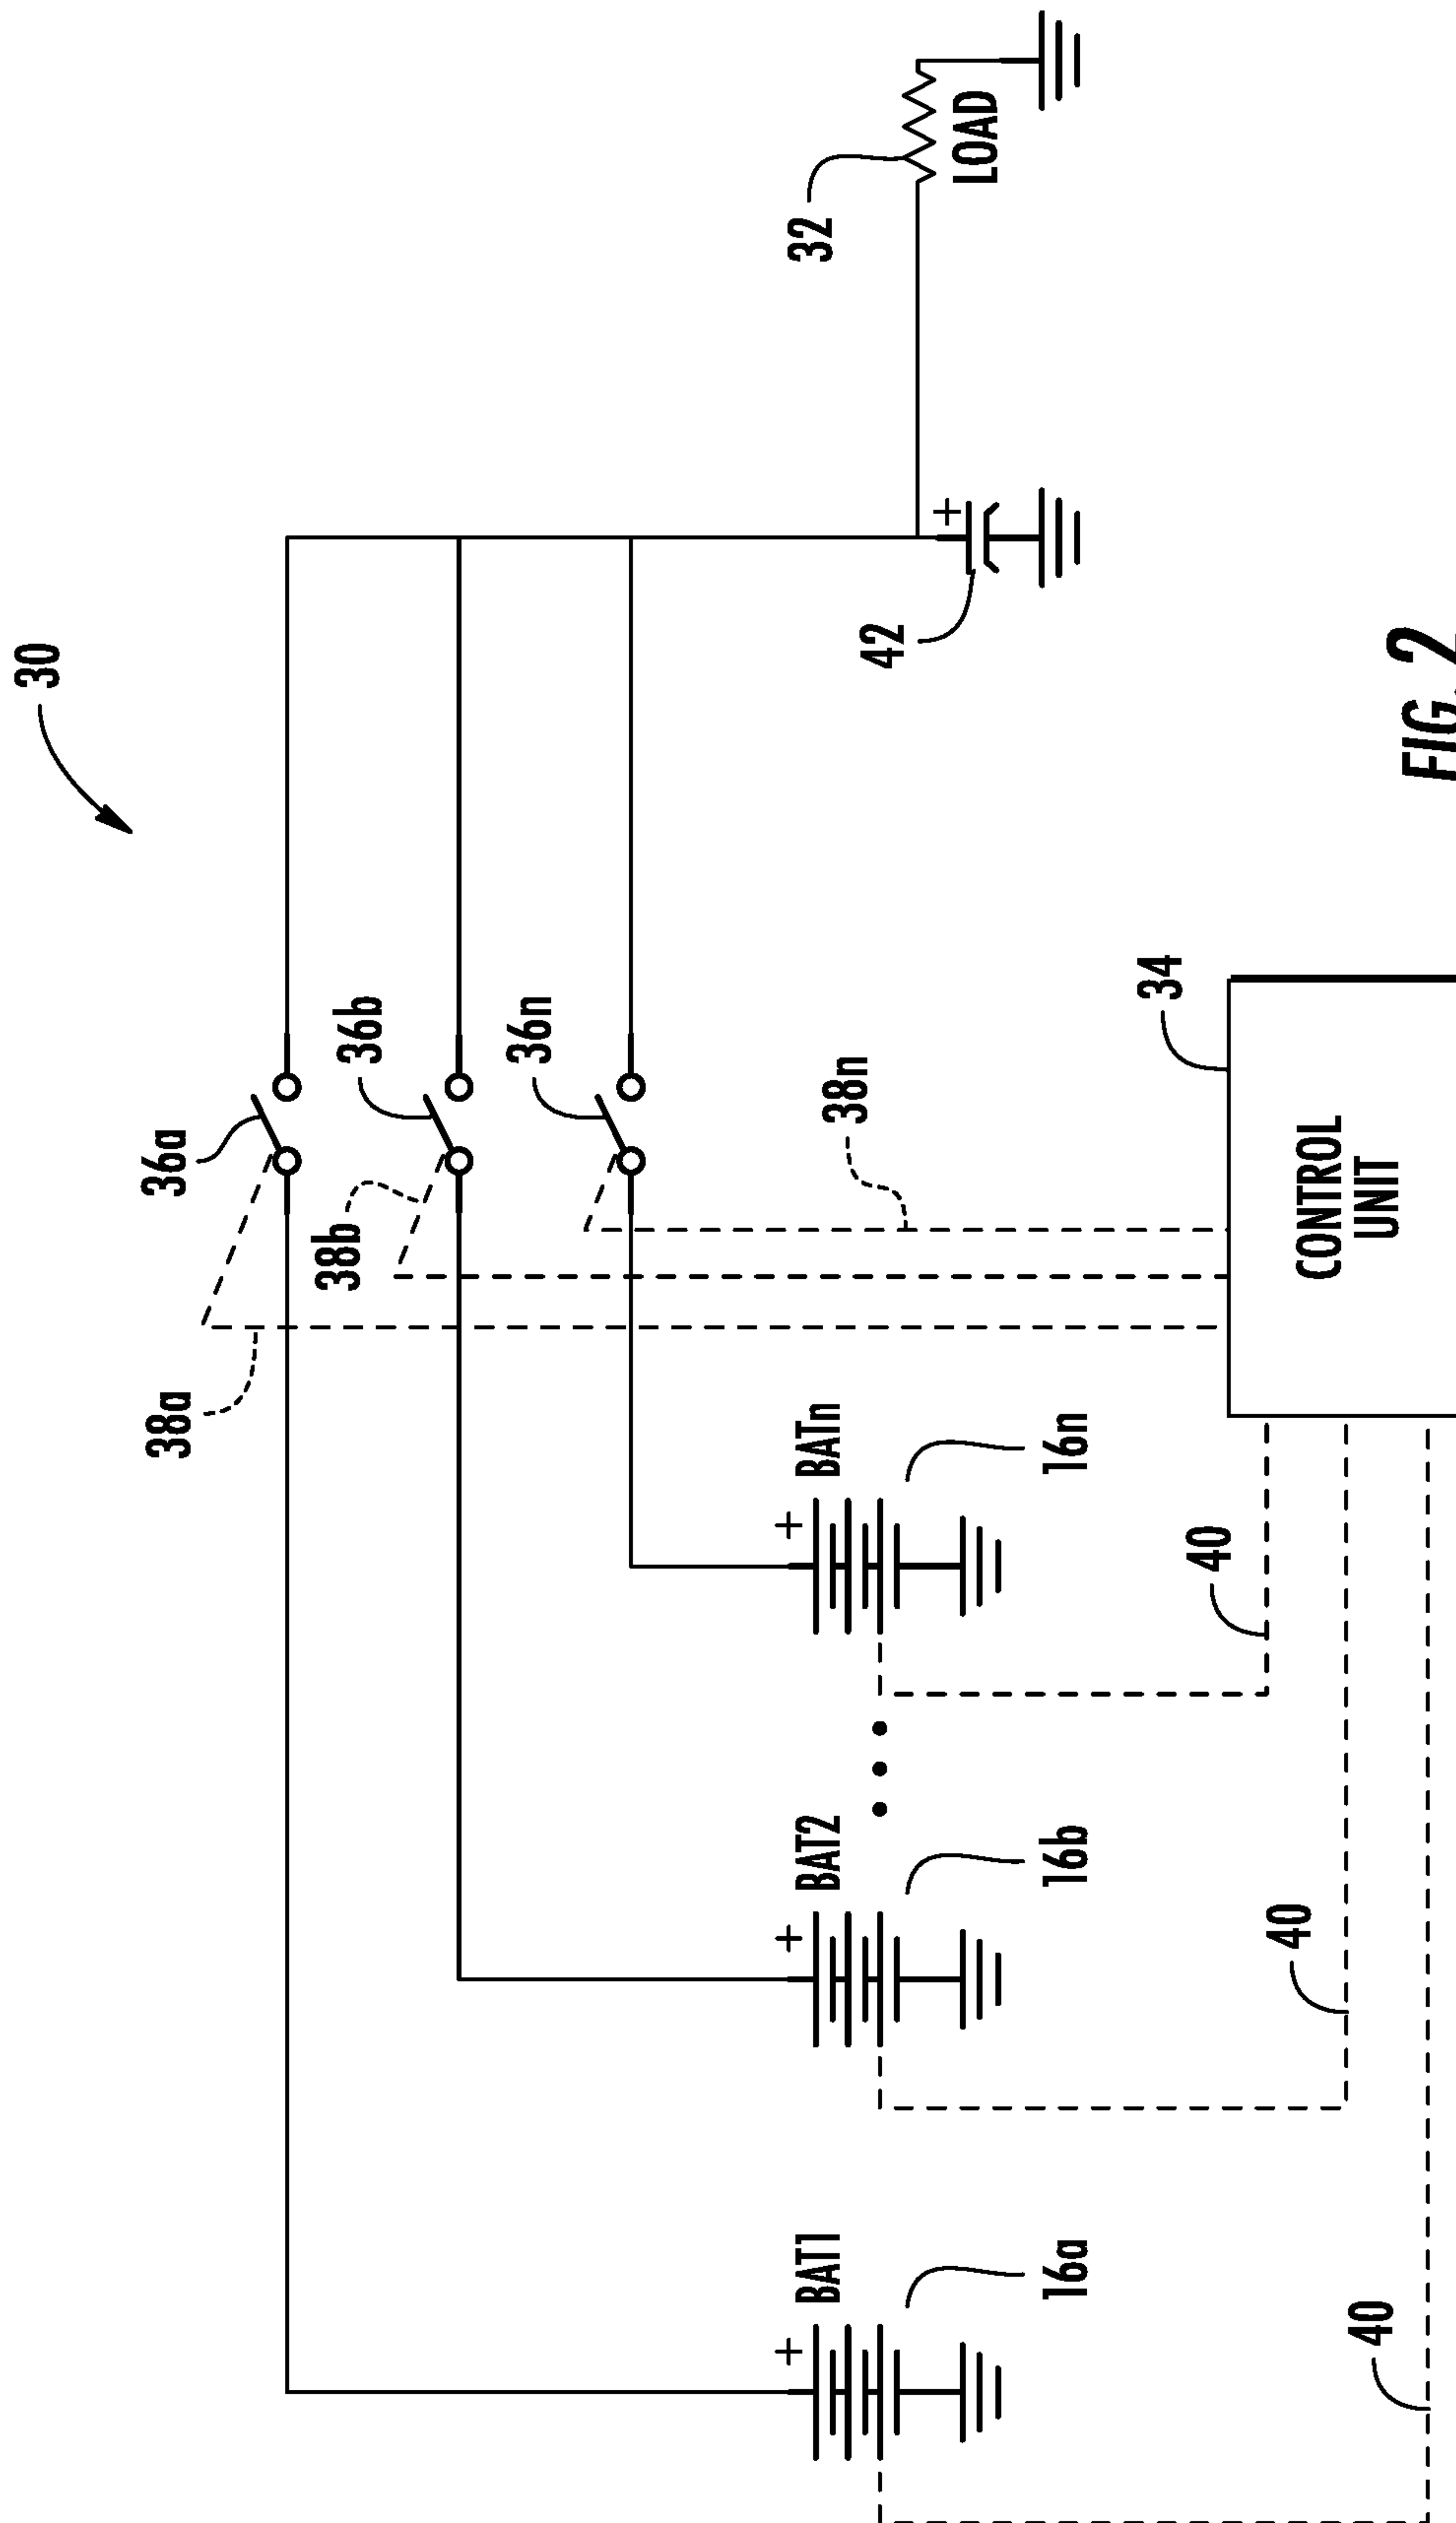 30
36a
36b
36n
38a
38b
38n
BAT1
BAT2
BATn
16a
16b
16n
40
40
40
34
CONTROL
UNIT
42
32
LOAD
+
+
+
+
FIG. 2